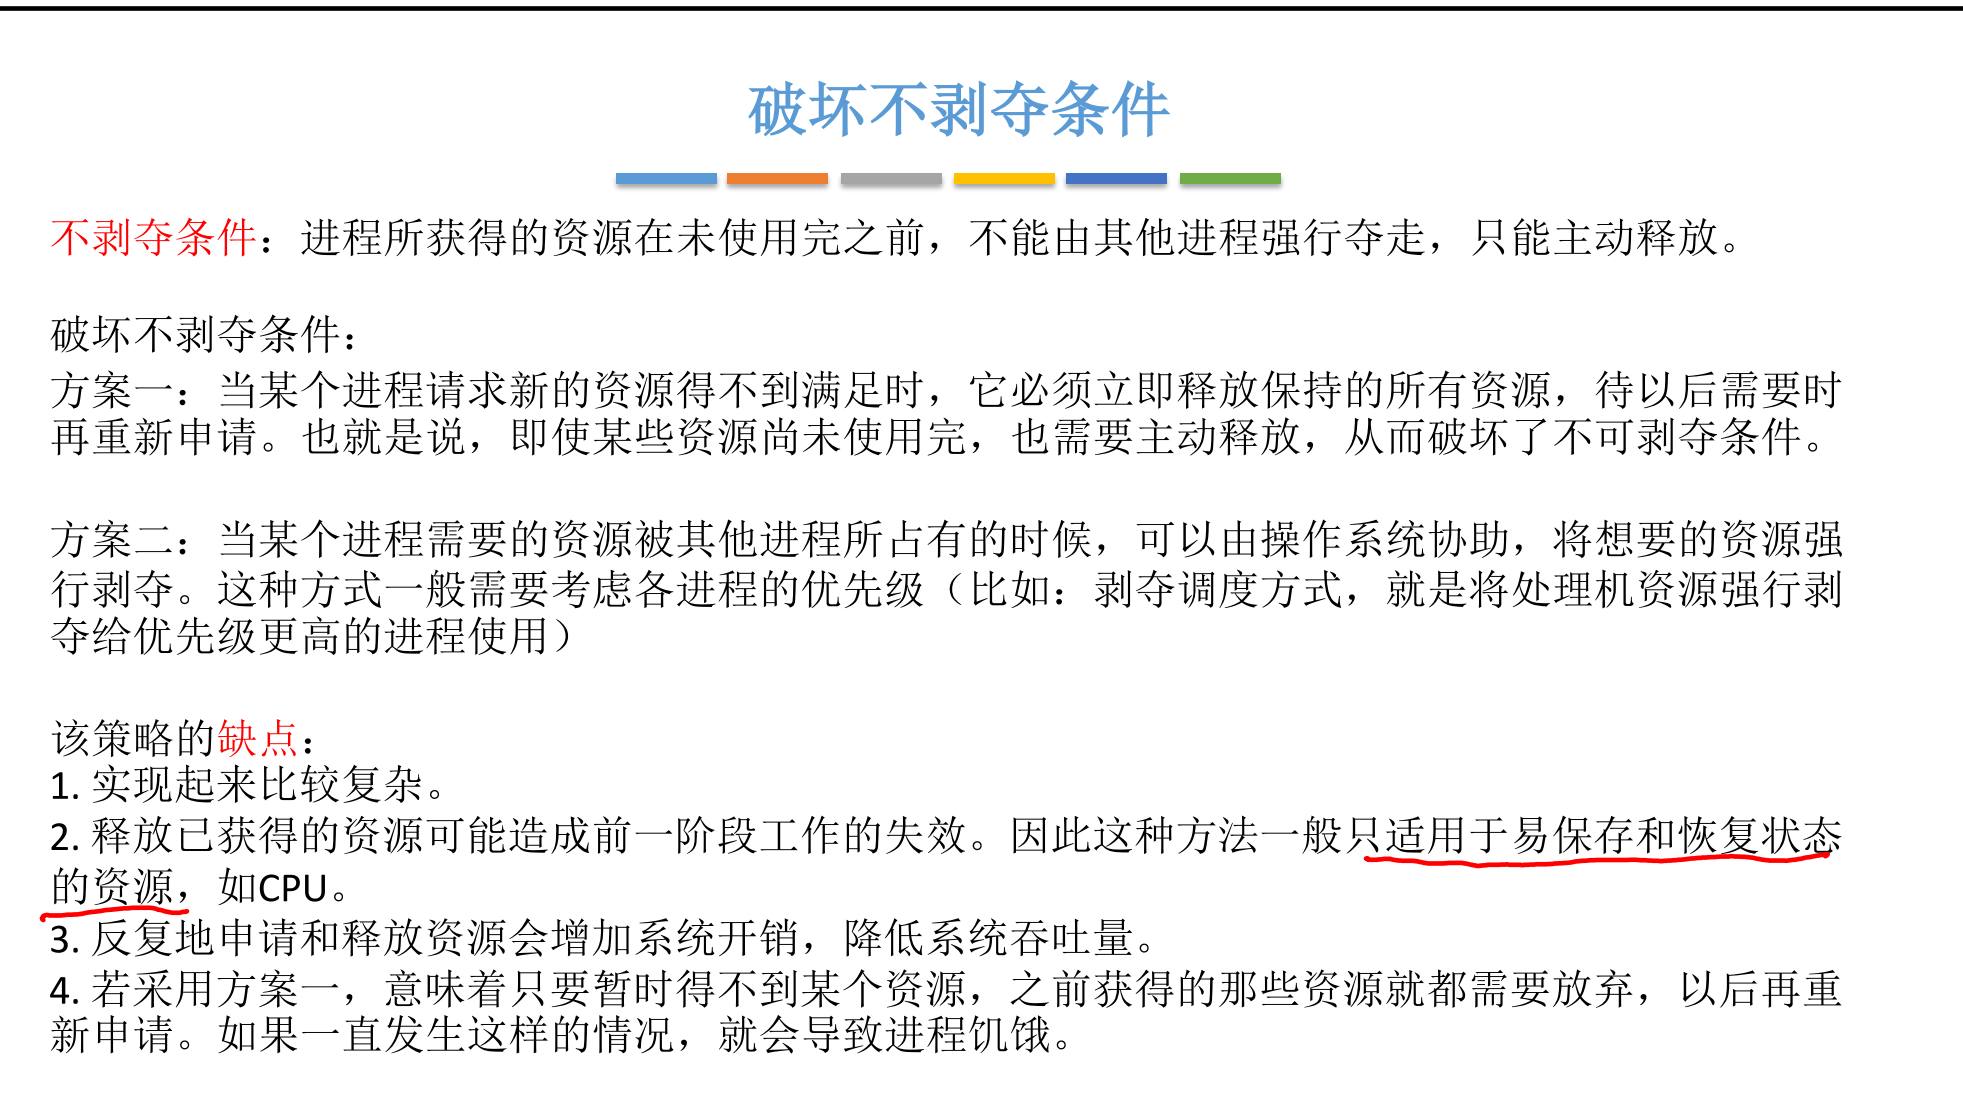 破坏不剥夺条件
不剥夺条件：进程所获得的资源在未使用完之前，不能由其他进程强行夺走，只能主动释放。
破坏不剥夺条件：
方案一：当某个进程请求新的资源得不到满足时，它必须立即释放保持的所有资源，待以后需要时
再重新申请。也就是说，即使某些资源尚未使用完，也需要主动释放，从而破坏了不可剥夺条件。
方案二：当某个进程需要的资源被其他进程所占有的时候，可以由操作系统协助，将想要的资源强
行剥夺。这种方式一般需要考虑各进程的优先级（比如：剥夺调度方式，就是将处理机资源强行剥
夺给优先级更高的进程使用）
该策略的缺点：
1. 实现起来比较复杂。
2. 释放已获得的资源可能造成前一阶段工作的失效。因此这种方法一般只适用于易保存和恢复状态
的资源，如CPU。
3. 反复地申请和释放资源会增加系统开销，降低系统吞吐量。
4. 若采用方案一，意味着只要暂时得不到某个资源，之前获得的那些资源就都需要放弃，以后再重
新申请。如果一直发生这样的情况，就会导致进程饥饿。